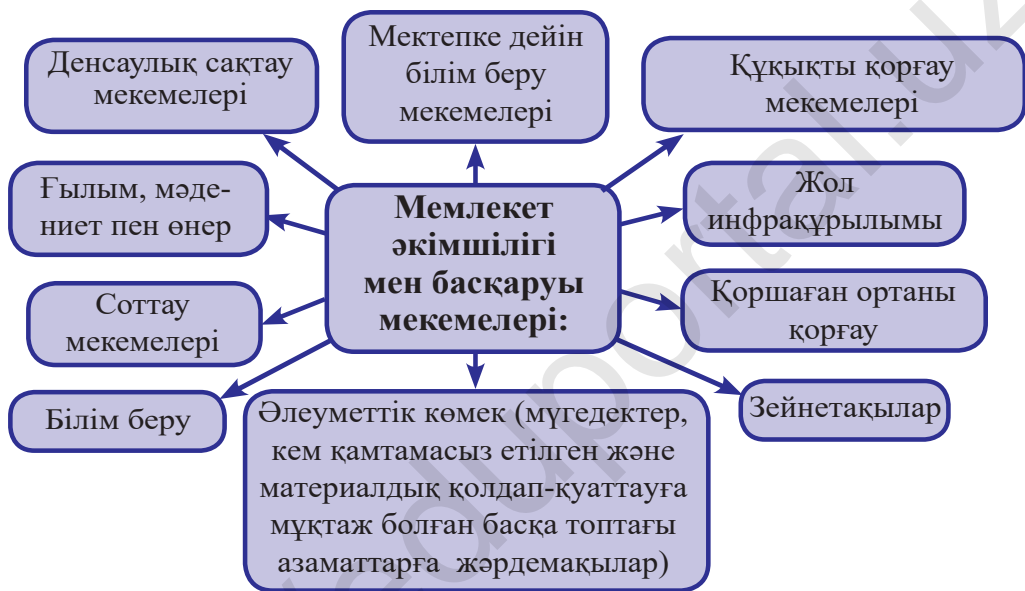 Денсаулық сақтау
мекемелері
Мектепке дейін
білім беру
мекемелері
Құқықты қорғау
мекемелері
Ғылым, мәде-
ниет пен өнер
Мемлекет
әкімшілігі
мен басқаруы
мекемелері:
Жол
инфрақұрылымы
Соттау
мекемелері
Қоршаған ортаны
қорғау
Білім беру
Әлеуметтік көмек (мүгедектер,
кем қамтамасыз етілген және
материалдық қолдап-қуаттауға
мұқтаж болған басқа топтағы
азаматтарға жәрдемақылар)
Зейнетақылар
eduportal.uz